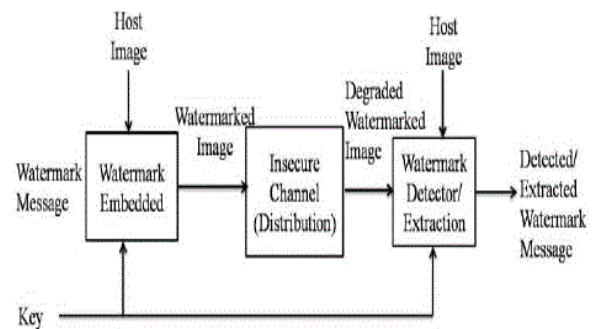 Host
Image
Host
Image
Watermarked
Image
Degraded
Watermarked
Image
Watermark
Message
Watermark
Embedded
Insecure
Channel
(Distribution)
Watermark
Detector/
Extraction
Detected/
Extracted
Watermark
Message
Key